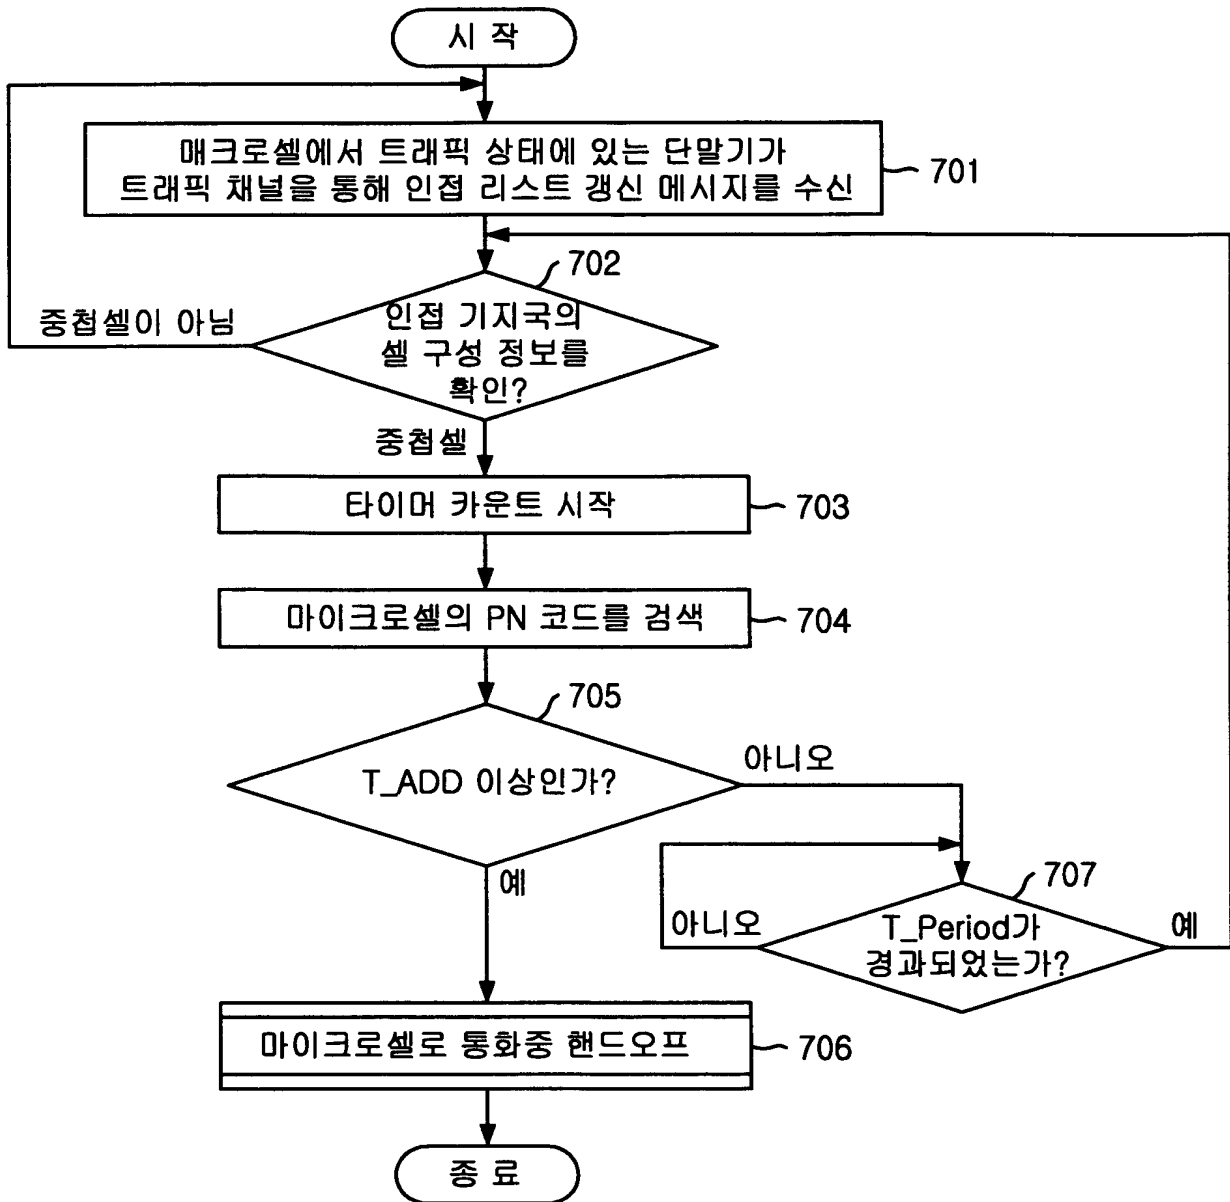 시 작
매크로셀에서 트래픽 상태에 있는 단말기가
트래픽 채널을 통해 인접 리스트 갱신 메시지를 수신
701
702
인접 기지국의
셀 구성 정보를
확인?
중첩셀이 아님
중첩셀
타이머 카운트 시작
703
마이크로셀의 PN 코드를 검색
704
705
T_ADD 이상인가?
아니오
예
707
T_Period가
경과되었는가?
아니오
예
마이크로셀로 통화중 핸드오프
706
종 료